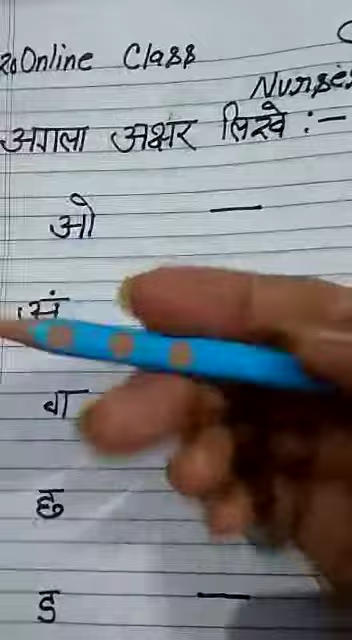 Online Class
अगला अक्षर लिखे :-
ओ —
ग
छ
ड —